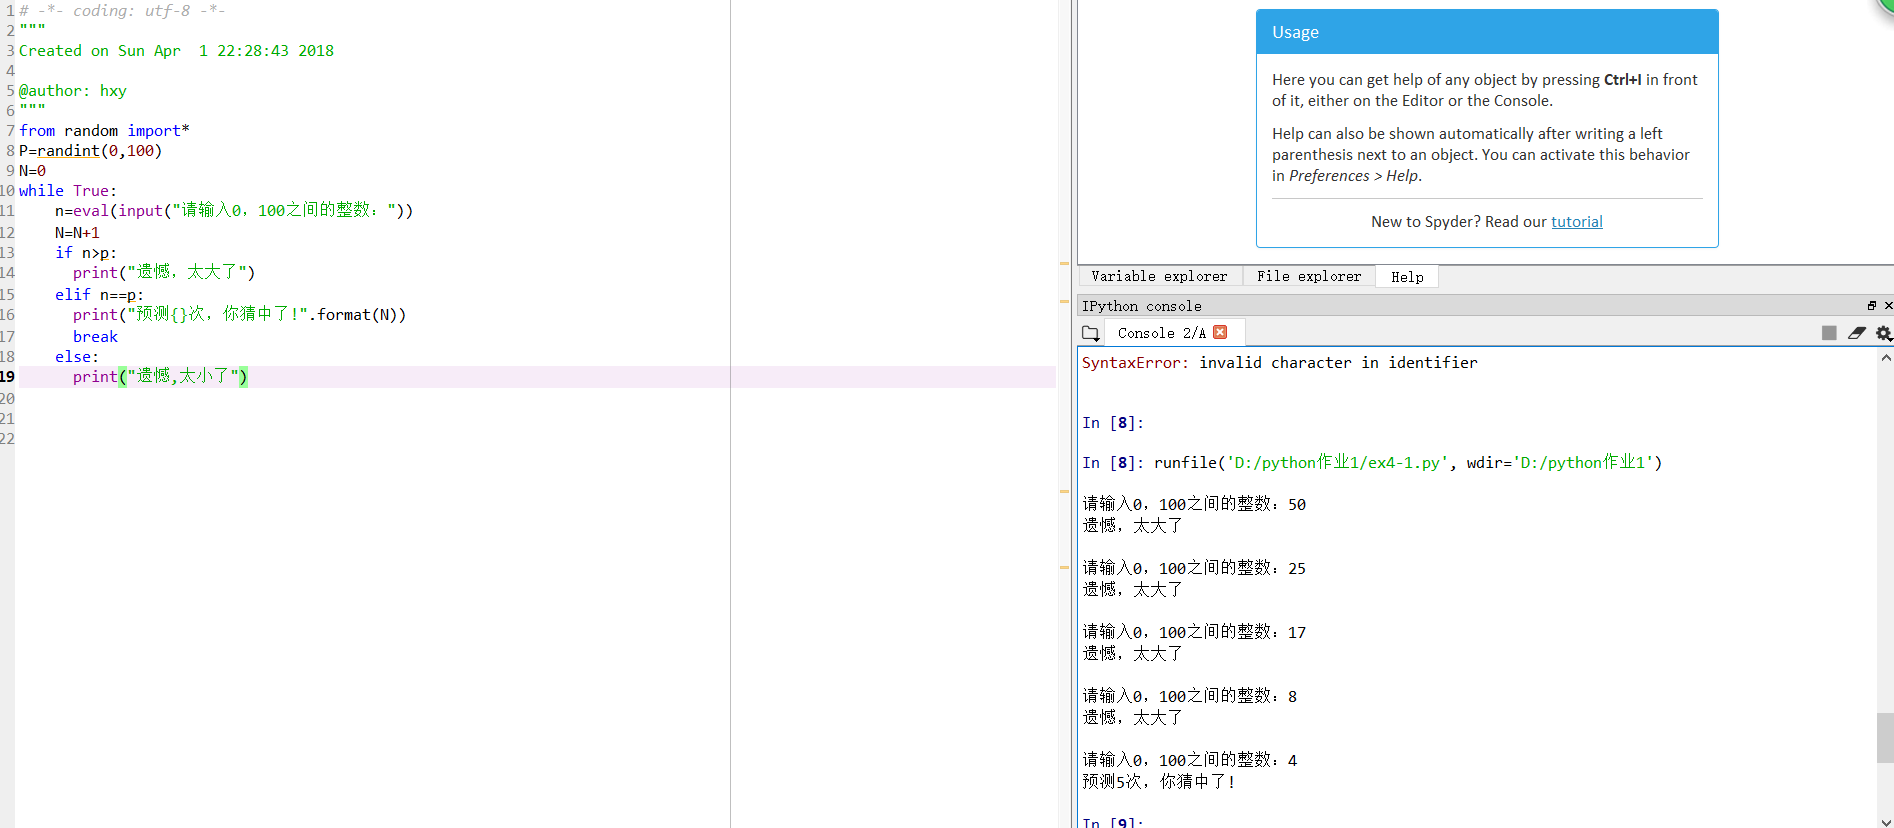 1 # -*- coding: utf-8 -*-
2 """
3 Created on Sun Apr  1 22:28:43 2018
4
5 @author: hxy
6 """
7 from random import*
8 P=randint(0,100)
9 N=0
10 while True:
11     n=eval(input("请输入0，100之间的整数："))
12     N=N+1
13     if n>p:
14       print("遗憾，太大了")
15     elif n==p:
16       print("预测{}次，你猜中了!".format(N))
17       break
18     else:
19       print("遗憾,太小了")
20
21
22
Usage
Here you can get help of any object by pressing Ctrl+I in front
of it, either on the Editor or the Console.
Help can also be shown automatically after writing a left
parenthesis next to an object. You can activate this behavior
in Preferences > Help.
New to Spyder? Read our tutorial
Variable explorer File explorer Help
IPython console
Console 2/A
SyntaxError: invalid character in identifier
In [8]:
In [8]: runfile('D:/python作业1/ex4-1.py', wdir='D:/python作业1')
请输入0，100之间的整数：50
遗憾，太大了
请输入0，100之间的整数：25
遗憾，太大了
请输入0，100之间的整数：17
遗憾，太大了
请输入0，100之间的整数：8
遗憾，太大了
请输入0，100之间的整数：4
预测5次，你猜中了!
In [9]: